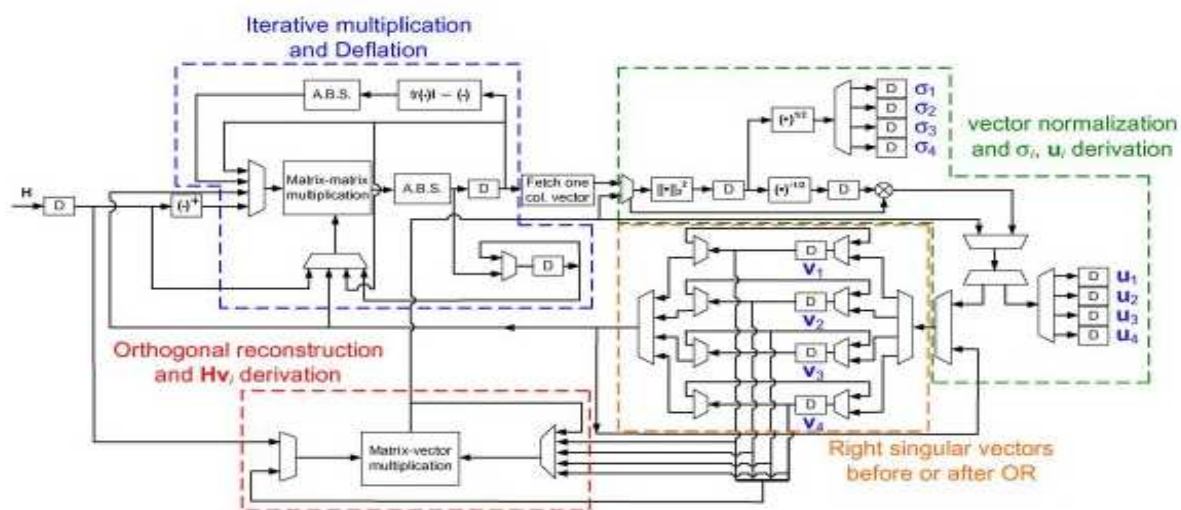 Iterative multiplication
and Deflation
A.B.S.
tr(·)I − (·)
Matrix-matrix
multiplication
A.B.S.
D
Fetch one
col. vector
H
D
D
||•||₂²
D
(•)¹/²
(•)⁻¹/²
D
D σ₁
D σ₂
D σ₃
D σ₄
vector normalization
and σᵢ, uᵢ derivation
D
v₁
D
v₂
D
v₃
D
v₄
D u₁
D u₂
D u₃
D u₄
Orthogonal reconstruction
and Hvᵢ derivation
Matrix-vector
multiplication
Right singular vectors
before or after OR